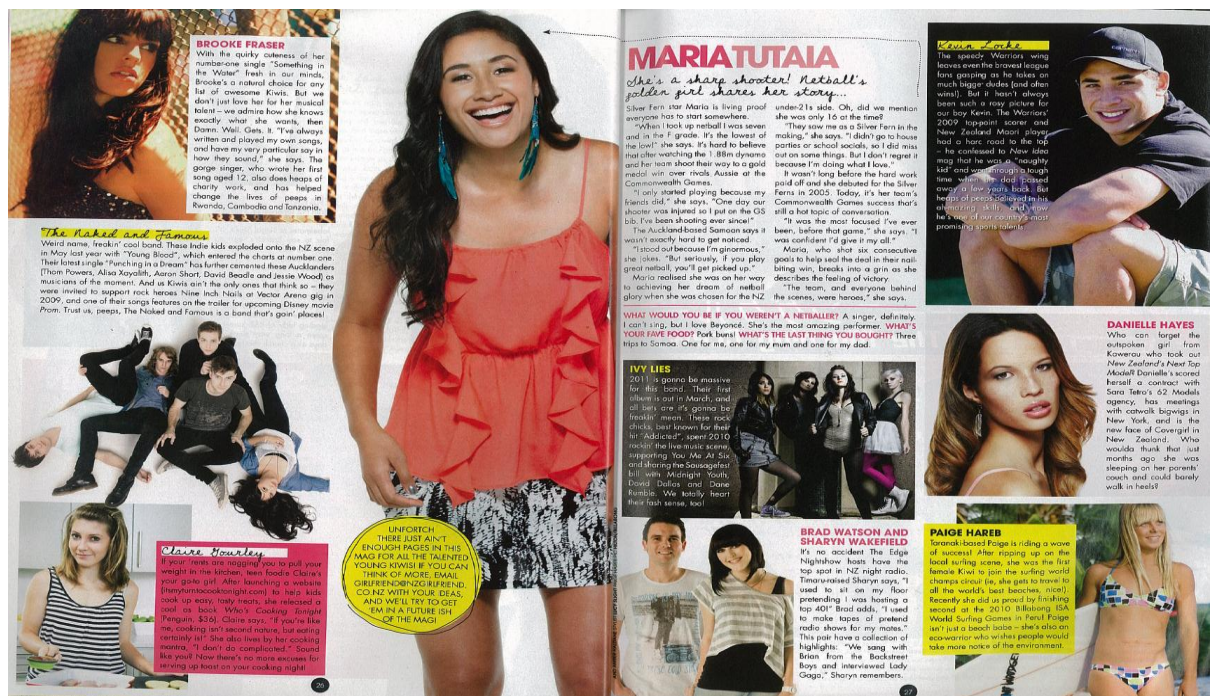 BROOKE FRASER
With the quirky cuteness of her
number-one single "Something in
the Water" fresh in our minds,
Brooke's a natural choice for any
list of awesome Kiwis. But we
don't just love her for her musical
talent – we admire how she knows
exactly what she wants, then
Damn. Well. Gets. It. "I've always
written and played my own songs,
and have my very particular say in
how they sound," she says. The
gorge singer, who wrote her first
song aged 12, also does heaps of
charity work, and has helped
change the lives of peeps in
Rwanda, Cambodia and Tanzania.
The Naked and Famous
Weird name, freakin' cool band. These Indie kids exploded onto the NZ scene
in May last year with "Young Blood", which entered the charts at number one.
Their latest single "Punching in a Dream" has further cemented these Aucklanders
(Thom Powers, Alisa Xayalith, Aaron Short, David Beadle and Jessie Wood) as
musicians of the moment. And us Kiwis ain't the only ones that think so – they
were invited to support rock heroes Nine Inch Nails at Vector Arena gig in
2009, and one of their songs features on the trailer for upcoming Disney movie
Prom. Trust us, peeps, The Naked and Famous is a band that's goin' places!
Claire Gourley
If your 'rents are nagging you to pull your
weight in the kitchen, teen foodie Claire's
your go-to girl. After launching a website
(itsmyturntocooktonight.com) to help kids
cook up easy, tasty treats, she released a
cool as book Who's Cooking Tonight
(Penguin, $36). Claire says, "If you're like
me, cooking isn't second nature, but eating
certainly is!" She also lives by her cooking
mantra, "I don't do complicated." Sound
like you? Now there's no more excuses for
serving up toast on your cooking night!
26
UNFORTCH
THERE JUST AIN'T
ENOUGH PAGES IN THIS
MAG FOR ALL THE TALENTED
YOUNG KIWIS! IF YOU CAN
THINK OF MORE, EMAIL
GIRLFRIEND@NZGIRLFRIEND.
CO.NZ WITH YOUR IDEAS,
AND WE'LL TRY TO GET
'EM IN A FUTURE ISH
OF THE MAG!
MARIA TUTAIA
She's a sharp shooter! Netball's
golden girl shares her story...
Silver Fern star Maria is living proof
everyone has to start somewhere.
"When I took up netball I was seven
and in the F grade. It's the lowest of
the low!" she says. It's hard to believe
that after watching the 1.88m dynamo
and her team shoot their way to a gold
medal win over rivals Aussie at the
Commonwealth Games.
"I only started playing because my
friends did," she says. "One day our
shooter was injured so I put on the GS
bib. I've been shooting ever since!"
The Auckland-based Samoan says it
wasn't exactly hard to get noticed.
"I stood out because I'm ginormous,"
she jokes. "But seriously, if you play
great netball, you'll get picked up."
Maria realised she was on her way
to achieving her dream of netball
glory when she was chosen for the NZ
under-21s side. Oh, did we mention
she was only 16 at the time?
"They saw me as a Silver Fern in the
making," she says. "I didn't go to house
parties or school socials, so I did miss
out on some things. But I don't regret it
because I'm doing what I love."
It wasn't long before the hard work
paid off and she debuted for the Silver
Ferns in 2005. Today, it's her team's
Commonwealth Games success that's
still a hot topic of conversation.
"It was the most focused I've ever
been, before that game," she says. "I
was confident I'd give it my all."
Maria, who shot six consecutive
goals to help seal the deal in their nail-
biting win, breaks into a grin as she
describes the feeling of victory.
"The team, and everyone behind
the scenes, were heroes," she says.
WHAT WOULD YOU BE IF YOU WEREN'T A NETBALLER? A singer, definitely.
I can't sing, but I love Beyoncé. She's the most amazing performer. WHAT'S
YOUR FAVE FOOD? Pork buns! WHAT'S THE LAST THING YOU BOUGHT? Three
trips to Samoa. One for me, one for my mum and one for my dad.
IVY LIES
2011 is gonna be massive
for this band. Their first
album is out in March, and
all bets are it's gonna be
freakin' mean. These rock
chicks, best known for their
hit "Addicted", spent 2010
rockin' the live music scene,
supporting You Me At Six
and sharing the Sausagefest
bill with Midnight Youth,
David Dallas and Dane
Rumble. We totally heart
their fash sense, too!
BRAD WATSON AND
SHARYN WAKEFIELD
It's no accident The Edge
Nightshow hosts have the
top spot in NZ night radio.
Timaru-raised Sharyn says, "I
used to sit on my floor
pretending I was hosting a
top 40!" Brad adds, "I used
to make tapes of pretend
radio shows for my mates."
This pair have a collection of
highlights: "We sang with
Brian from the Backstreet
Boys and interviewed Lady
Gaga," Sharyn remembers.
27
Kevin Locke
The speedy Warriors wing
leaves even the bravest league
fans gasping as he takes on
much bigger dudes (and often
wins!). But it hasn't always
been such a rosy picture for
our boy Kevin. The Warriors'
2009 top-point scorer and
New Zealand Maori player
had a hard road to the top
– he confessed to New Idea
mag that he was a "naughty
kid" and went through a tough
time when his dad passed
away a few years back. But
heaps of peeps believed in his
ah-mazing skills, and now
he's one of our country's most
promising sports talents.
DANIELLE HAYES
Who can forget the
outspoken girl from
Kawerau who took out
New Zealand's Next Top
Model? Danielle's scored
herself a contract with
Sara Tetro's 62 Models
agency, has meetings
with catwalk bigwigs in
New York, and is the
new face of Covergirl in
New Zealand. Who
woulda thunk that just
months ago she was
sleeping on her parents'
couch and could barely
walk in heels?
PAIGE HAREB
Taranaki-based Paige is riding a wave
of success! After ripping up on the
local surfing scene, she was the first
female Kiwi to join the surfing world
champs circuit (ie, she gets to travel to
all the world's best beaches, nice!).
Recently she did us proud by finishing
second at the 2010 Billabong ISA
World Surfing Games in Peru! Paige
isn't just a beach babe – she's also an
eco-warrior who wishes people would
take more notice of the environment.